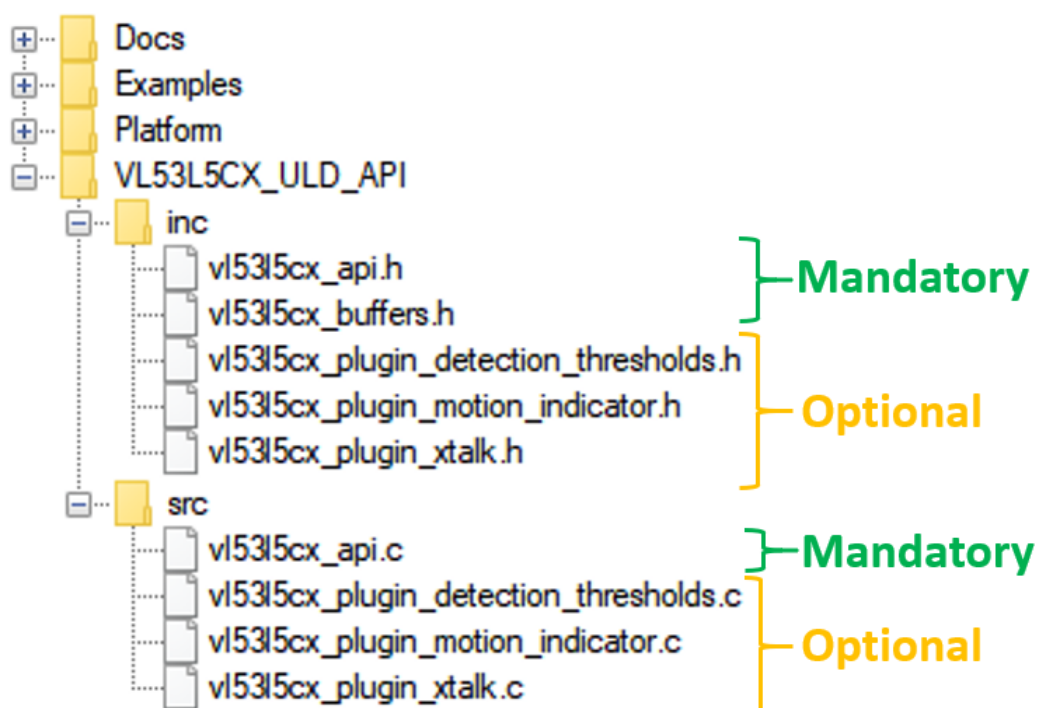 Docs
Examples
Platform
VL53L5CX_ULD_API
inc
vl53l5cx_api.h
vl53l5cx_buffers.h
Mandatory
vl53l5cx_plugin_detection_thresholds.h
vl53l5cx_plugin_motion_indicator.h
Optional
vl53l5cx_plugin_xtalk.h
src
vl53l5cx_api.c
Mandatory
vl53l5cx_plugin_detection_thresholds.c
vl53l5cx_plugin_motion_indicator.c
Optional
vl53l5cx_plugin_xtalk.c